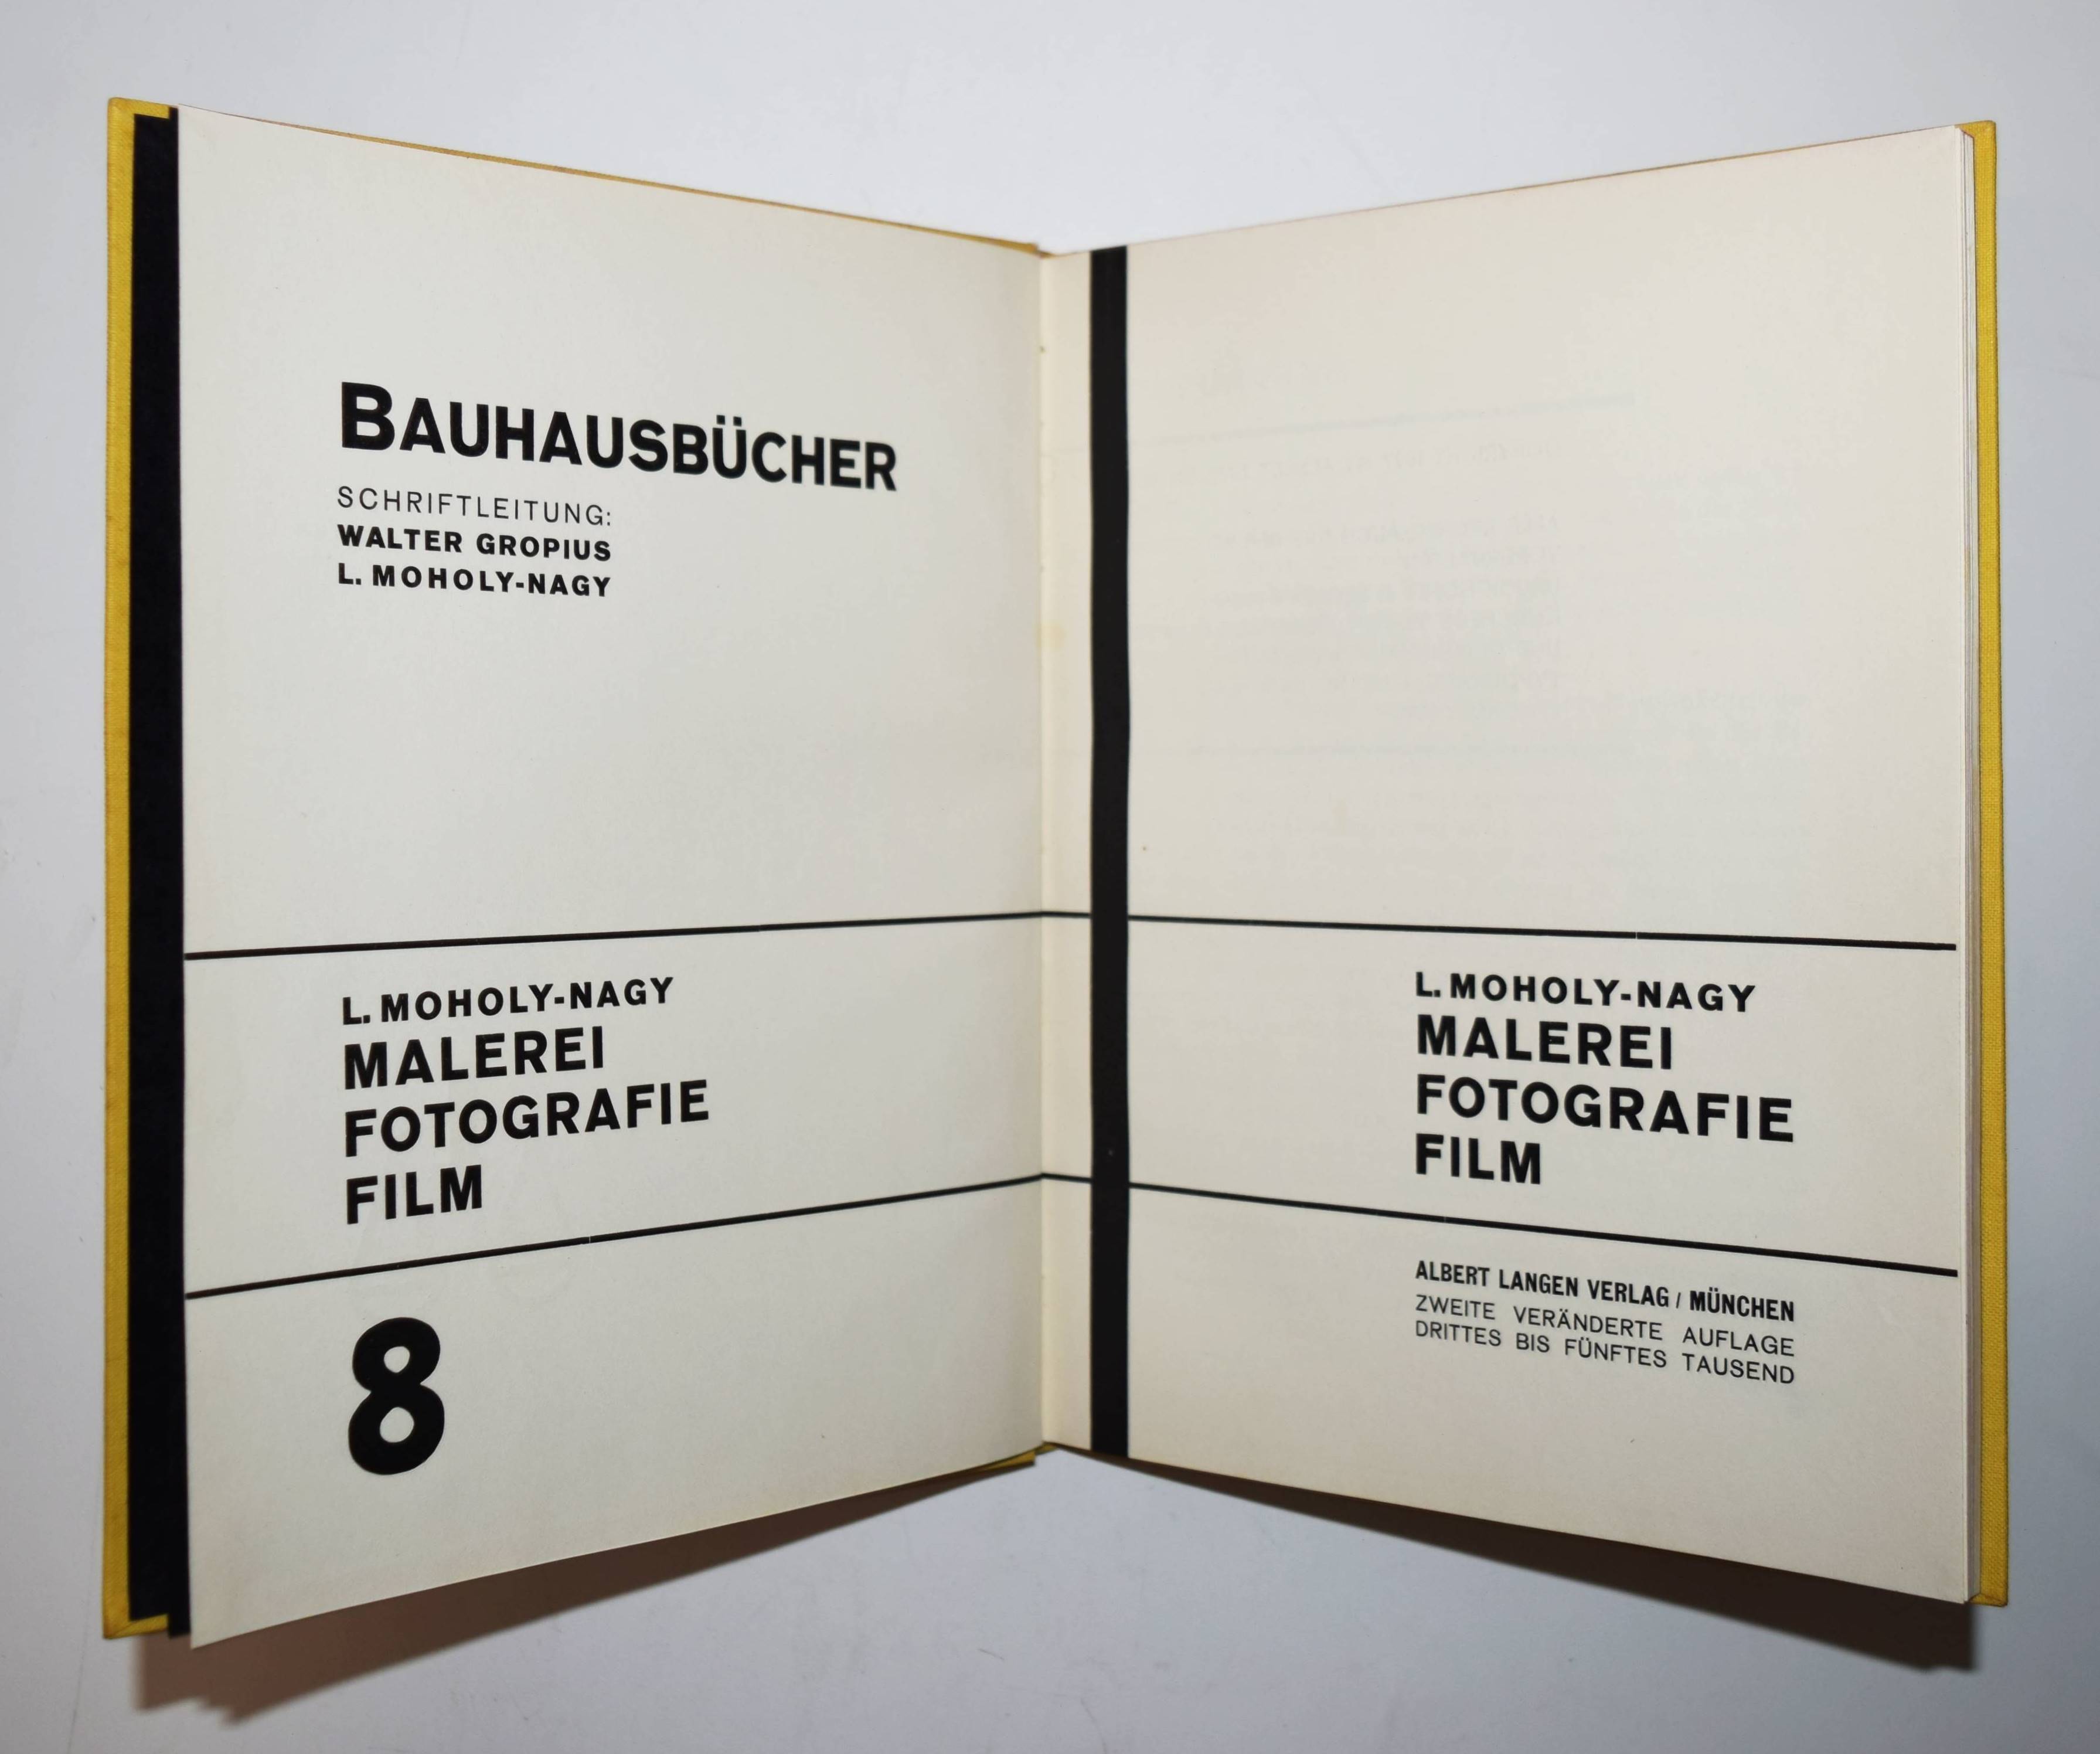 BAUHAUSBÜCHER
SCHRIFTLEITUNG:
WALTER GROPIUS
L. MOHOLY-NAGY
L. MOHOLY-NAGY
MALEREI
FOTOGRAFIE
FILM
8
L. MOHOLY-NAGY
MALEREI
FOTOGRAFIE
FILM
ALBERT LANGEN VERLAG / MÜNCHEN
ZWEITE VERÄNDERTE AUFLAGE
DRITTES BIS FÜNFTES TAUSEND